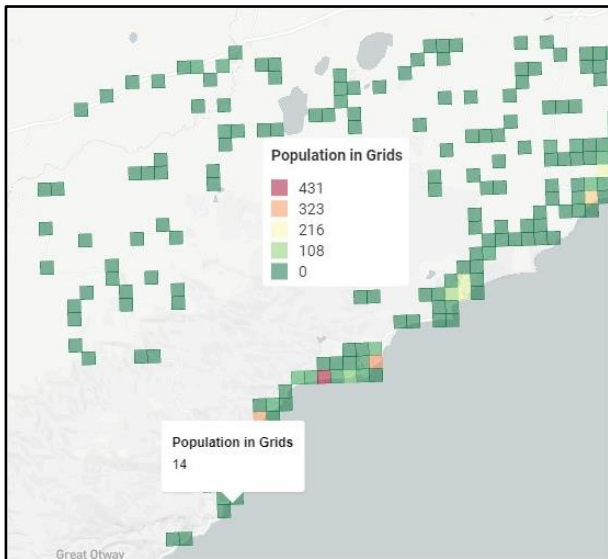 Population in Grids
431
323
216
108
0
Population in Grids
14
Great Otway